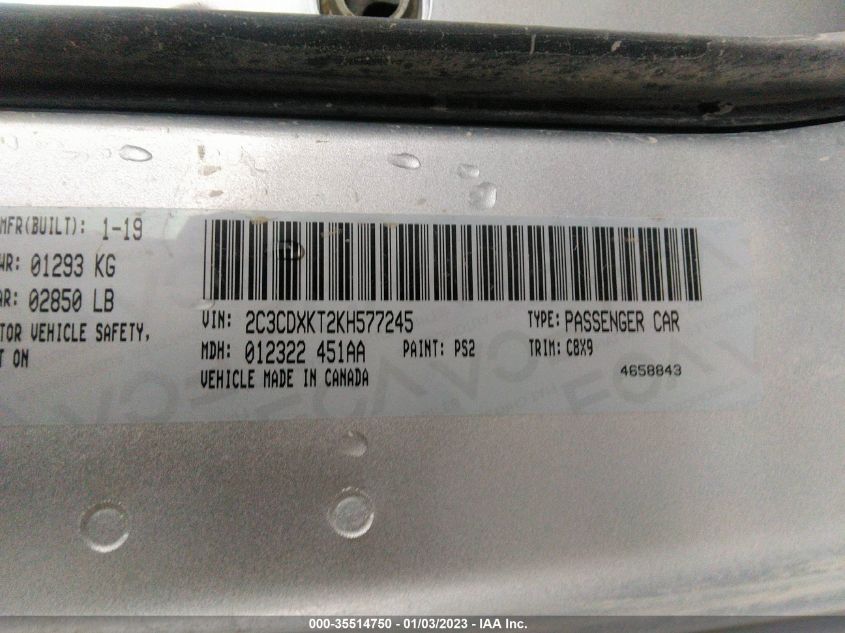 MFR(BUILT): 1-19
WR: 01293 KG
AR: 02850 LB
TOR VEHICLE SAFETY,
T ON
VIN: 2C3CDXKT2KH577245 TYPE: PASSENGER CAR
MDH: 012322 451AA PAINT: PS2 TRIM: C8X9
VEHICLE MADE IN CANADA 4658843
000-35514750 - 01/03/2023 - IAA Inc.